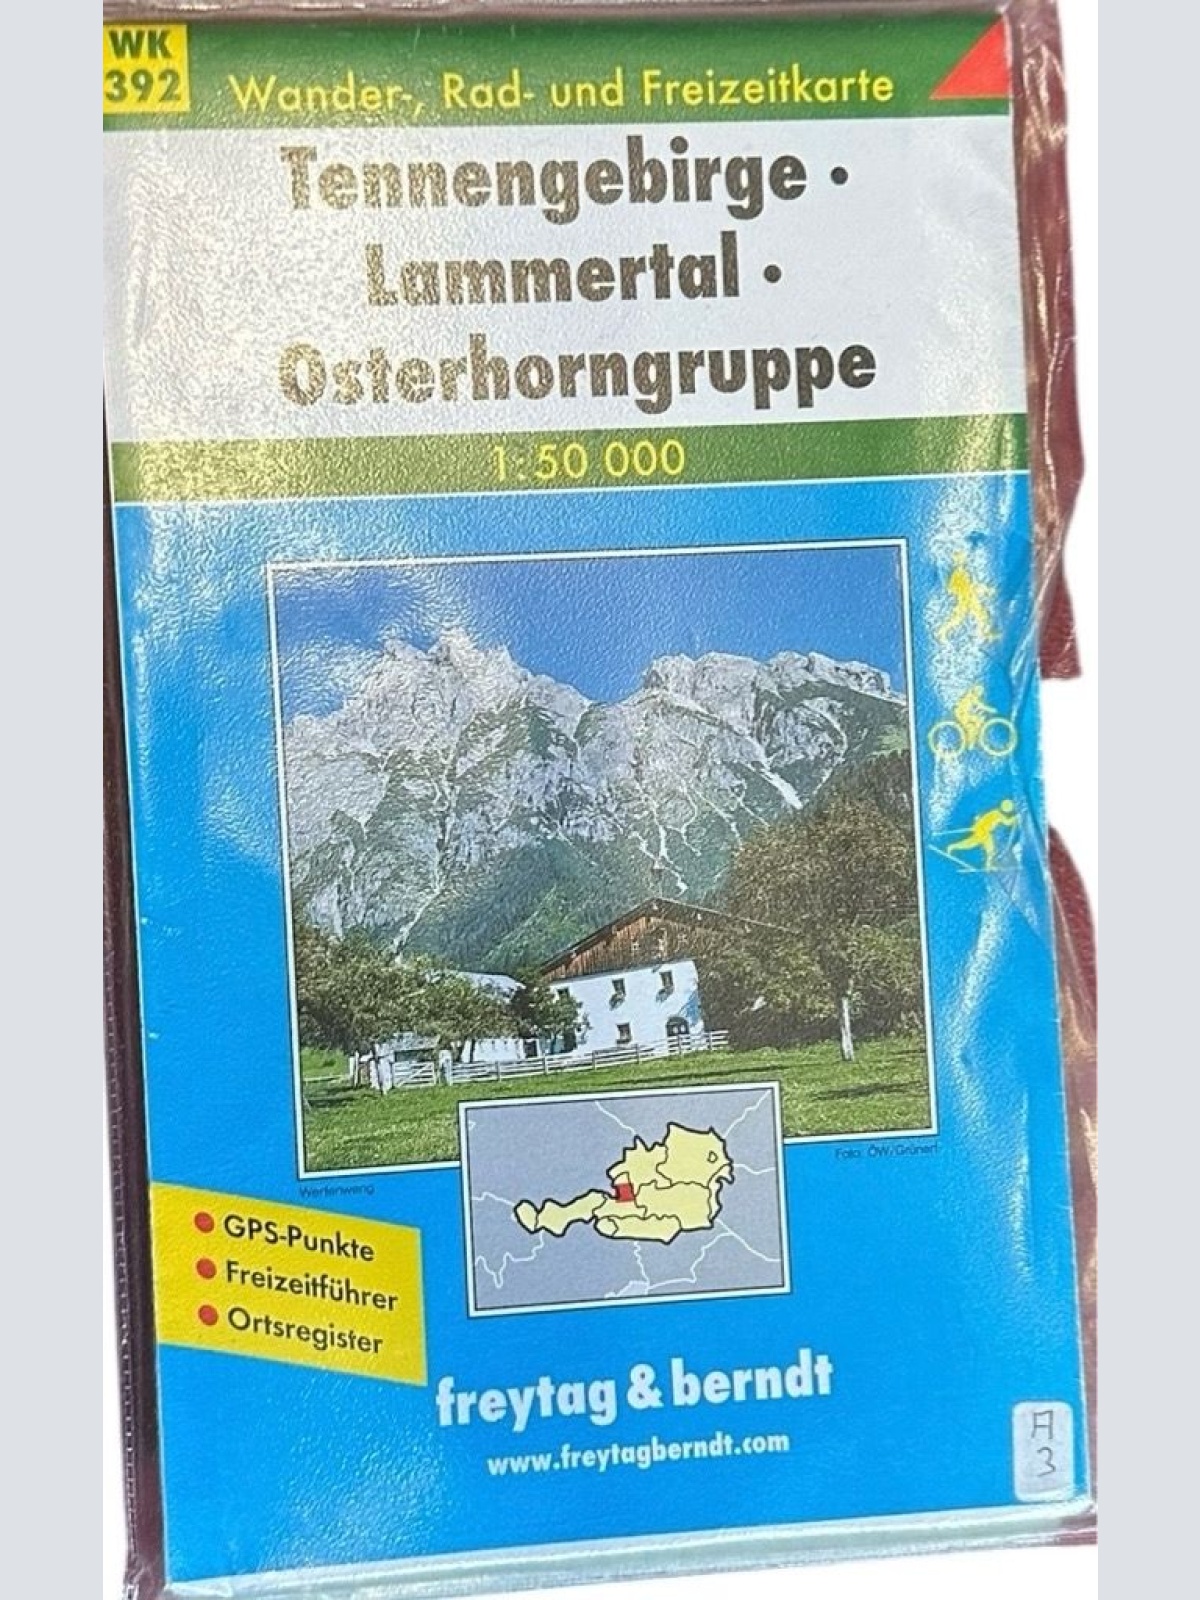 WK
392
Wander-, Rad- und Freizeitkarte
Tennengebirge •
Lammertal •
Osterhorngruppe
1:50 000
Werfenweng
Foto: ÖW/Grünert
GPS-Punkte
Freizeitführer
Ortsregister
freytag & berndt
www.freytagberndt.com
A
3